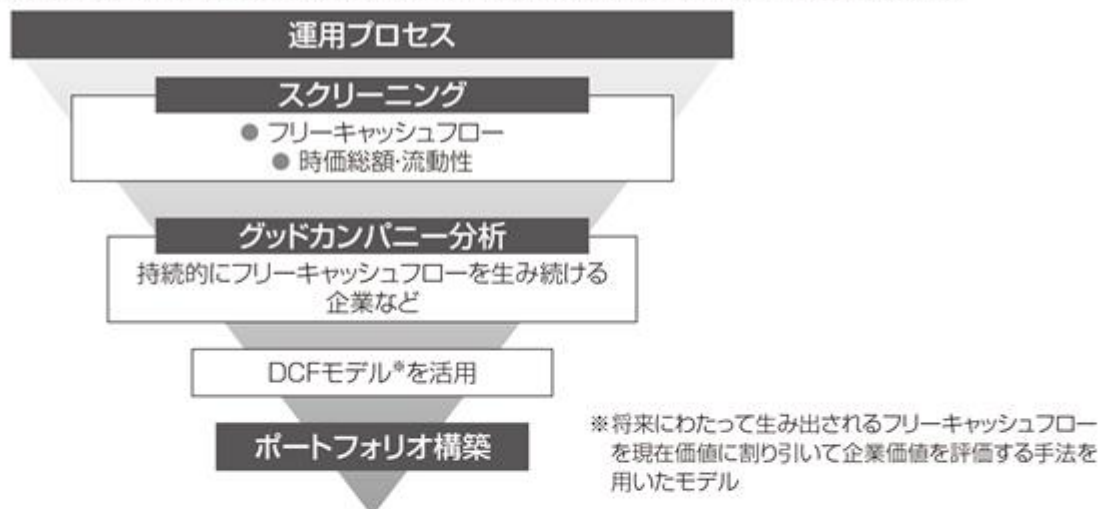 運用プロセス
スクリーニング
● フリーキャッシュフロー
● 時価総額・流動性
グッドカンパニー分析
持続的にフリーキャッシュフローを生み続ける
企業など
DCFモデル※を活用
ポートフォリオ構築
※将来にわたって生み出されるフリーキャッシュフロー
を現在価値に割り引いて企業価値を評価する手法を
用いたモデル